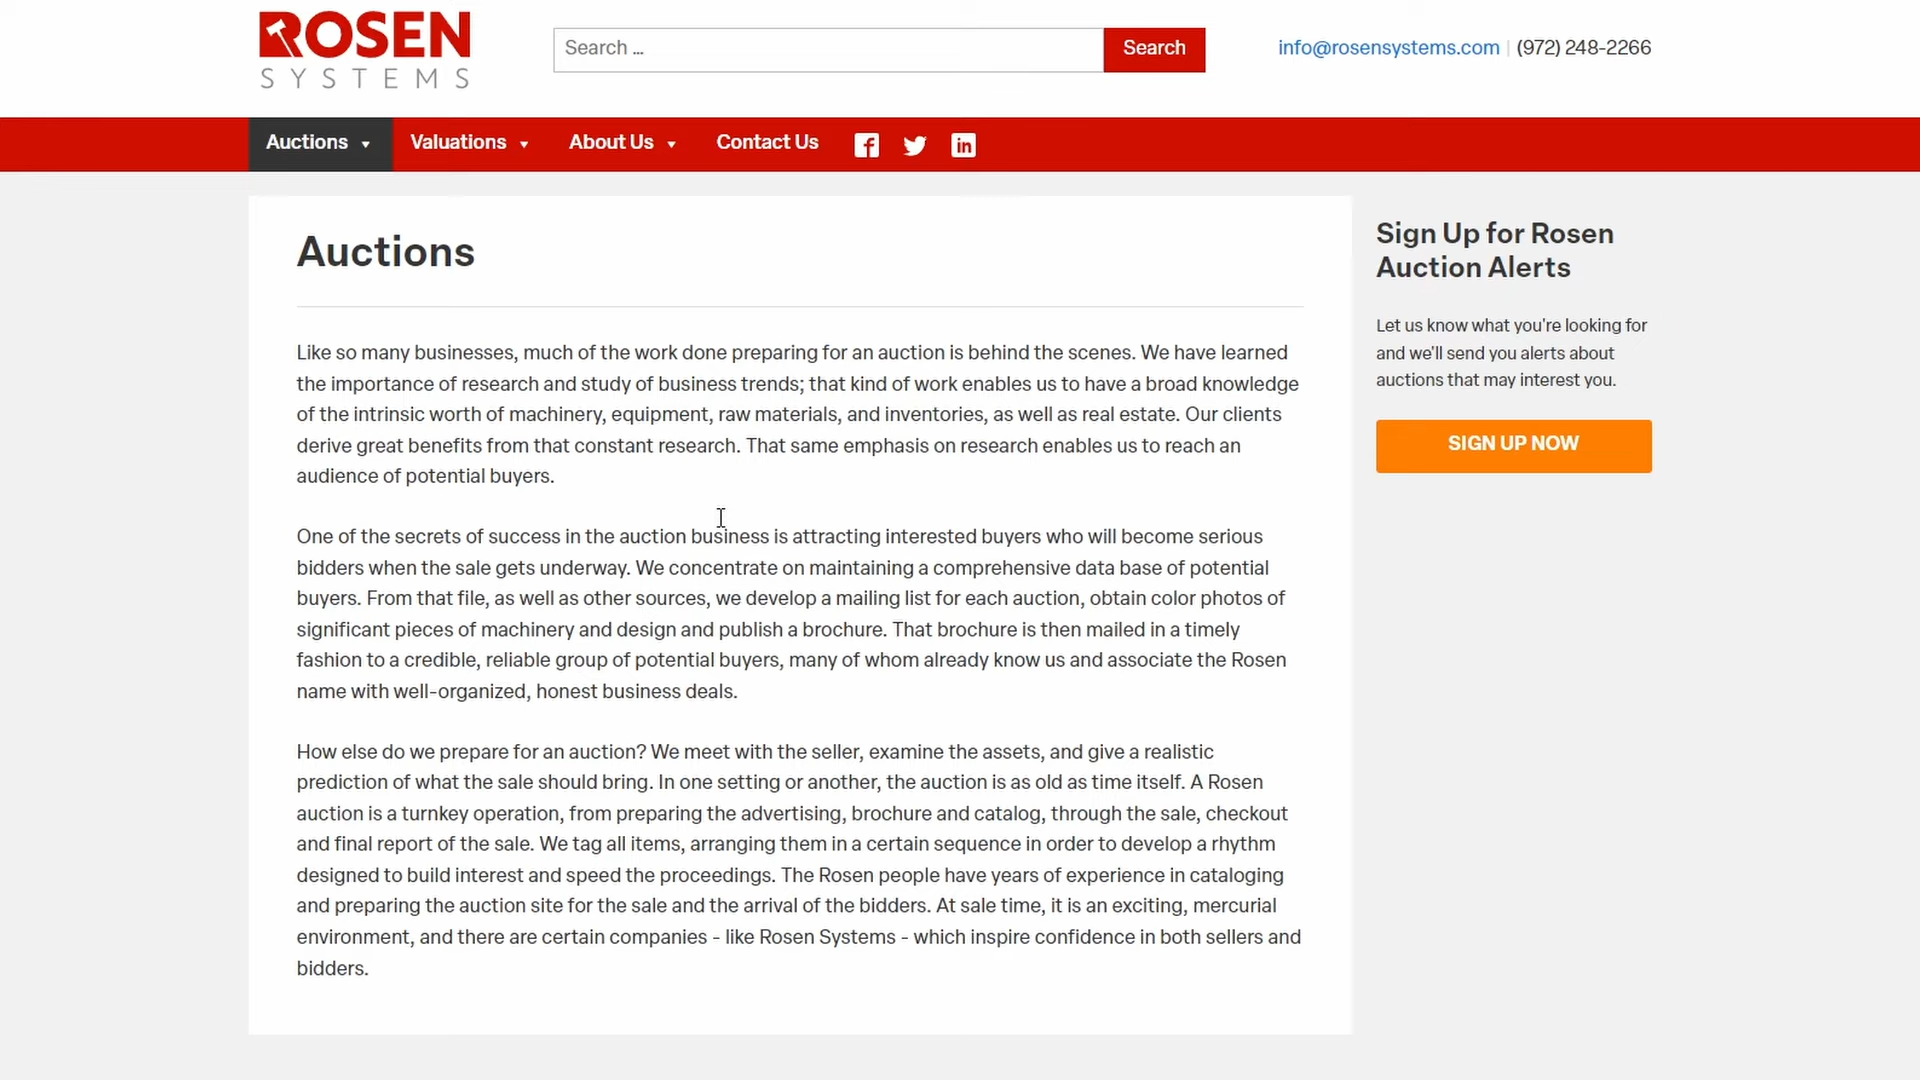 ROSEN
SYSTEMS
Search ...
Search
info@rosensystems.com | (972) 248-2266
Auctions
Valuations
About Us
Contact Us
Auctions
Like so many businesses, much of the work done preparing for an auction is behind the scenes. We have learned
the importance of research and study of business trends; that kind of work enables us to have a broad knowledge
of the intrinsic worth of machinery, equipment, raw materials, and inventories, as well as real estate. Our clients
derive great benefits from that constant research. That same emphasis on research enables us to reach an
audience of potential buyers.
One of the secrets of success in the auction business is attracting interested buyers who will become serious
bidders when the sale gets underway. We concentrate on maintaining a comprehensive data base of potential
buyers. From that file, as well as other sources, we develop a mailing list for each auction, obtain color photos of
significant pieces of machinery and design and publish a brochure. That brochure is then mailed in a timely
fashion to a credible, reliable group of potential buyers, many of whom already know us and associate the Rosen
name with well-organized, honest business deals.
How else do we prepare for an auction? We meet with the seller, examine the assets, and give a realistic
prediction of what the sale should bring. In one setting or another, the auction is as old as time itself. A Rosen
auction is a turnkey operation, from preparing the advertising, brochure and catalog, through the sale, checkout
and final report of the sale. We tag all items, arranging them in a certain sequence in order to develop a rhythm
designed to build interest and speed the proceedings. The Rosen people have years of experience in cataloging
and preparing the auction site for the sale and the arrival of the bidders. At sale time, it is an exciting, mercurial
environment, and there are certain companies - like Rosen Systems - which inspire confidence in both sellers and
bidders.
Sign Up for Rosen
Auction Alerts
Let us know what you're looking for
and we'll send you alerts about
auctions that may interest you.
SIGN UP NOW